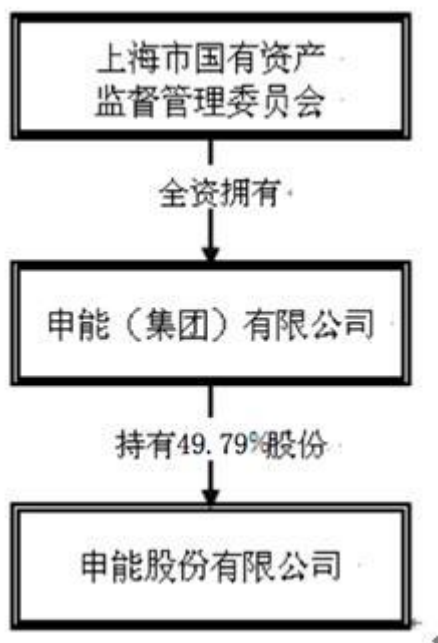 上海市国有资产
监督管理委员会
全资拥有
申能（集团）有限公司
持有49.79%股份
申能股份有限公司